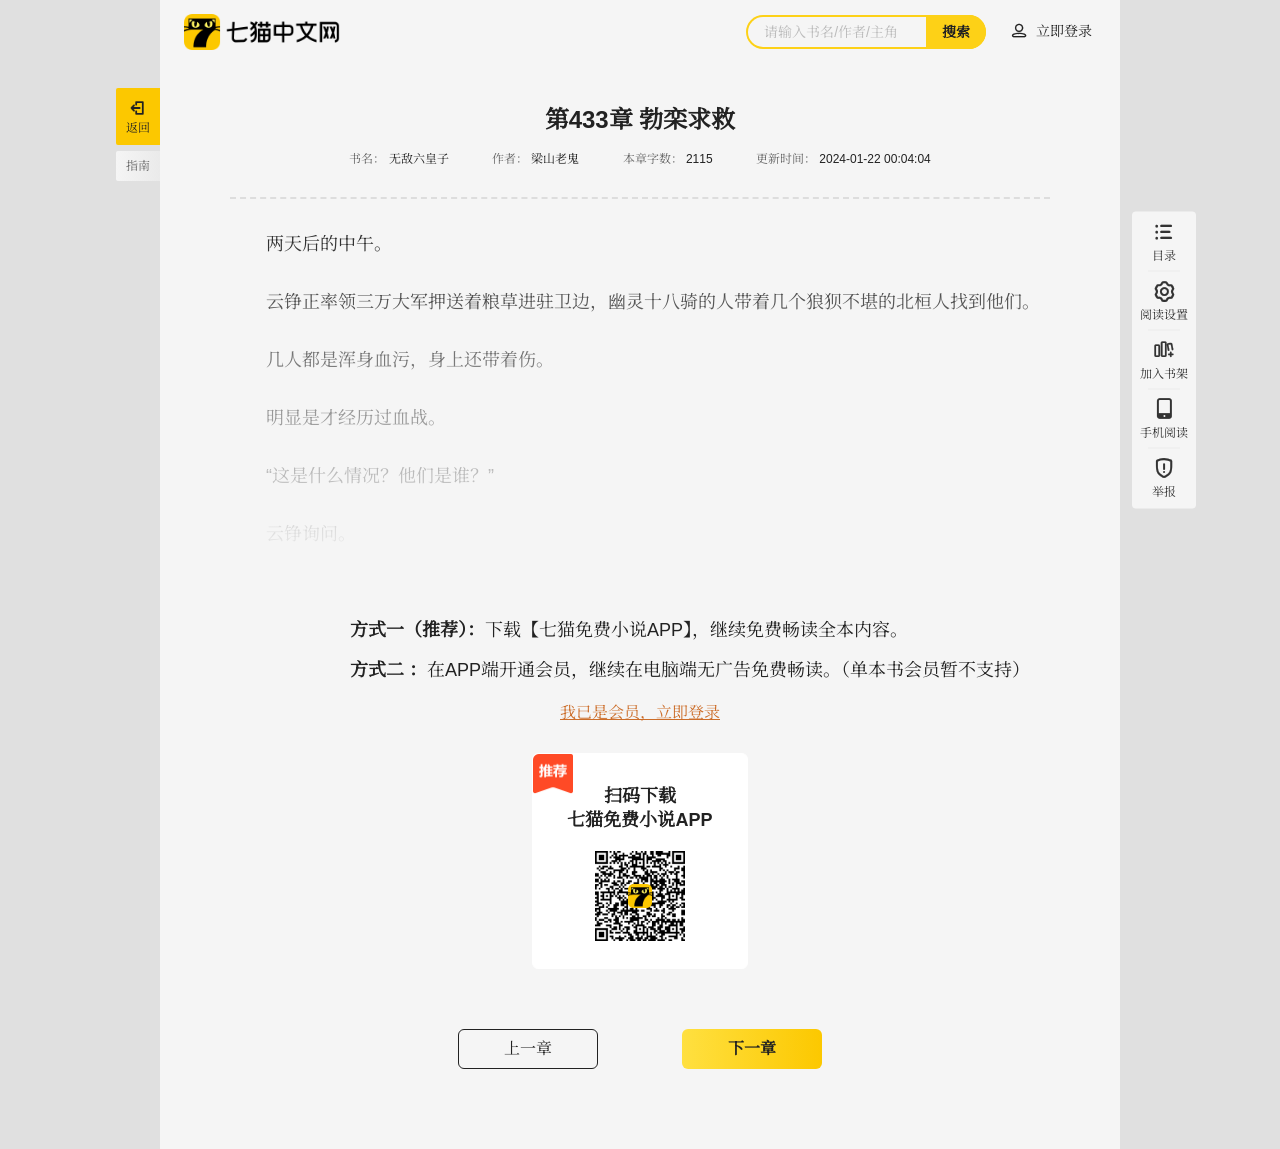 七猫中文网
请输入书名/作者/主角
搜索
立即登录
返回
指南
第433章 勃栾求救
书名： 无敌六皇子 作者： 梁山老鬼 本章字数： 2115 更新时间： 2024-01-22 00:04:04
两天后的中午。
云铮正率领三万大军押送着粮草进驻卫边，幽灵十八骑的人带着几个狼狈不堪的北桓人找到他们。
几人都是浑身血污，身上还带着伤。
明显是才经历过血战。
“这是什么情况？他们是谁？”
云铮询问。
方式一（推荐）：下载【七猫免费小说APP】，继续免费畅读全本内容。
方式二 ：在APP端开通会员，继续在电脑端无广告免费畅读。（单本书会员暂不支持）
我已是会员，立即登录
推荐
扫码下载
七猫免费小说APP
上一章
下一章
目录
阅读设置
加入书架
手机阅读
举报